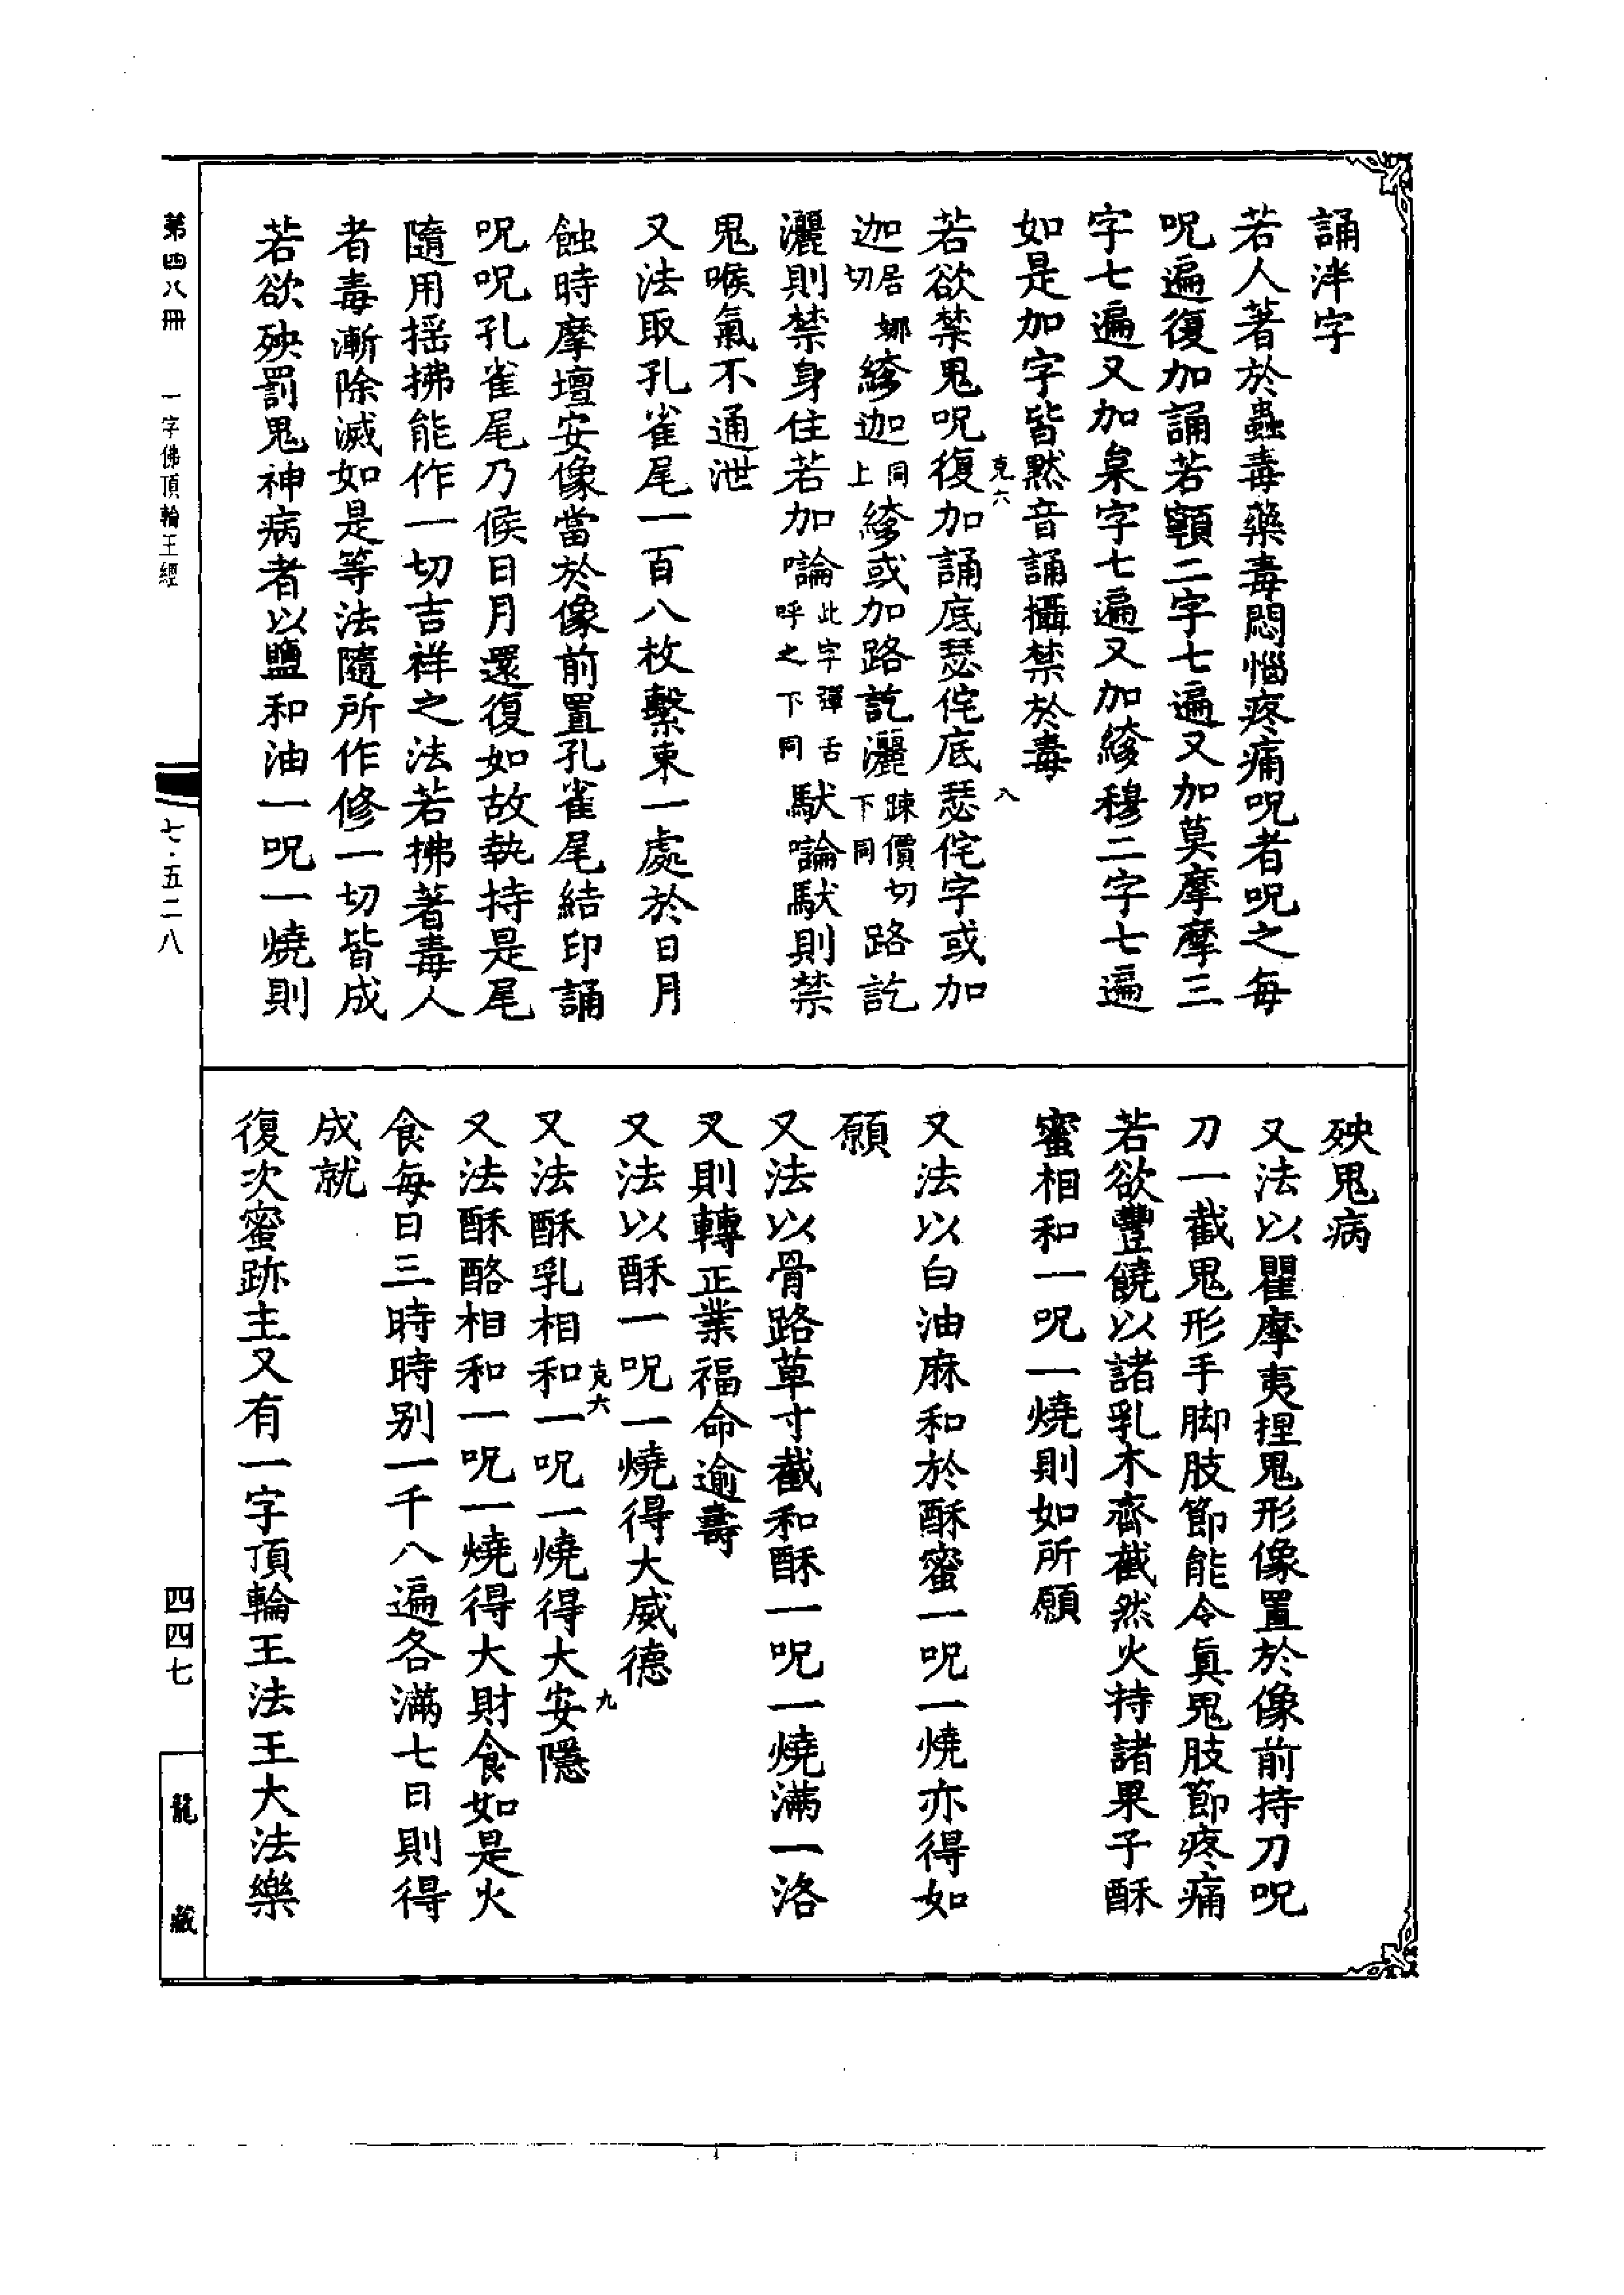 誦泮字
若人著於蟲毒藥毒悶惱疼痛呪者呪之每
呪遍復加誦若顐二字七遍又加莫摩摩三
字七遍又加枲字七遍又加縿穆二字七遍
如是加字皆黙音誦攝禁於毒
克六 八
若欲禁鬼呪復加誦底瑟侘底瑟侘字或加
迦居娜切縿迦同上縿或加路訖灑踈價切下同路訖
灑則禁身住若加㘕此字彈舌呼之下同馱㘕馱則禁
鬼喉氣不通泄
又法取孔雀尾一百八枚繫束一處於日月
蝕時摩壇安像當於像前置孔雀尾結印誦
呪呪孔雀尾乃候日月還復如故執持是尾
隨用揺拂能作一切吉祥之法若拂著毒人
者毒漸除滅如是等法隨所作修一切皆成
若欲殃罰鬼神病者以鹽和油一呪一燒則
殃鬼病
又法以瞿摩夷揑鬼形像置於像前持刀呪
刀一截鬼形手脚肢節能令眞鬼肢節疼痛
若欲豐饒以諸乳木齊截然火持諸果子酥
蜜相和一呪一燒則如所願
又法以白油麻和於酥蜜一呪一燒亦得如
願
又法以骨路草寸截和酥一呪一燒滿一洛
叉則轉正業福命逾壽
又法以酥一呪一燒得大威德
克六 九
又法酥乳相和一呪一燒得大安隱
又法酥酪相和一呪一燒得大財食如是火
食每日三時時别一千八遍各滿七日則得
成就
復次蜜跡主又有一字頂輪王法王大法樂
第四八冊 一字佛頂輪王經
七·五二八
四四七
龍藏